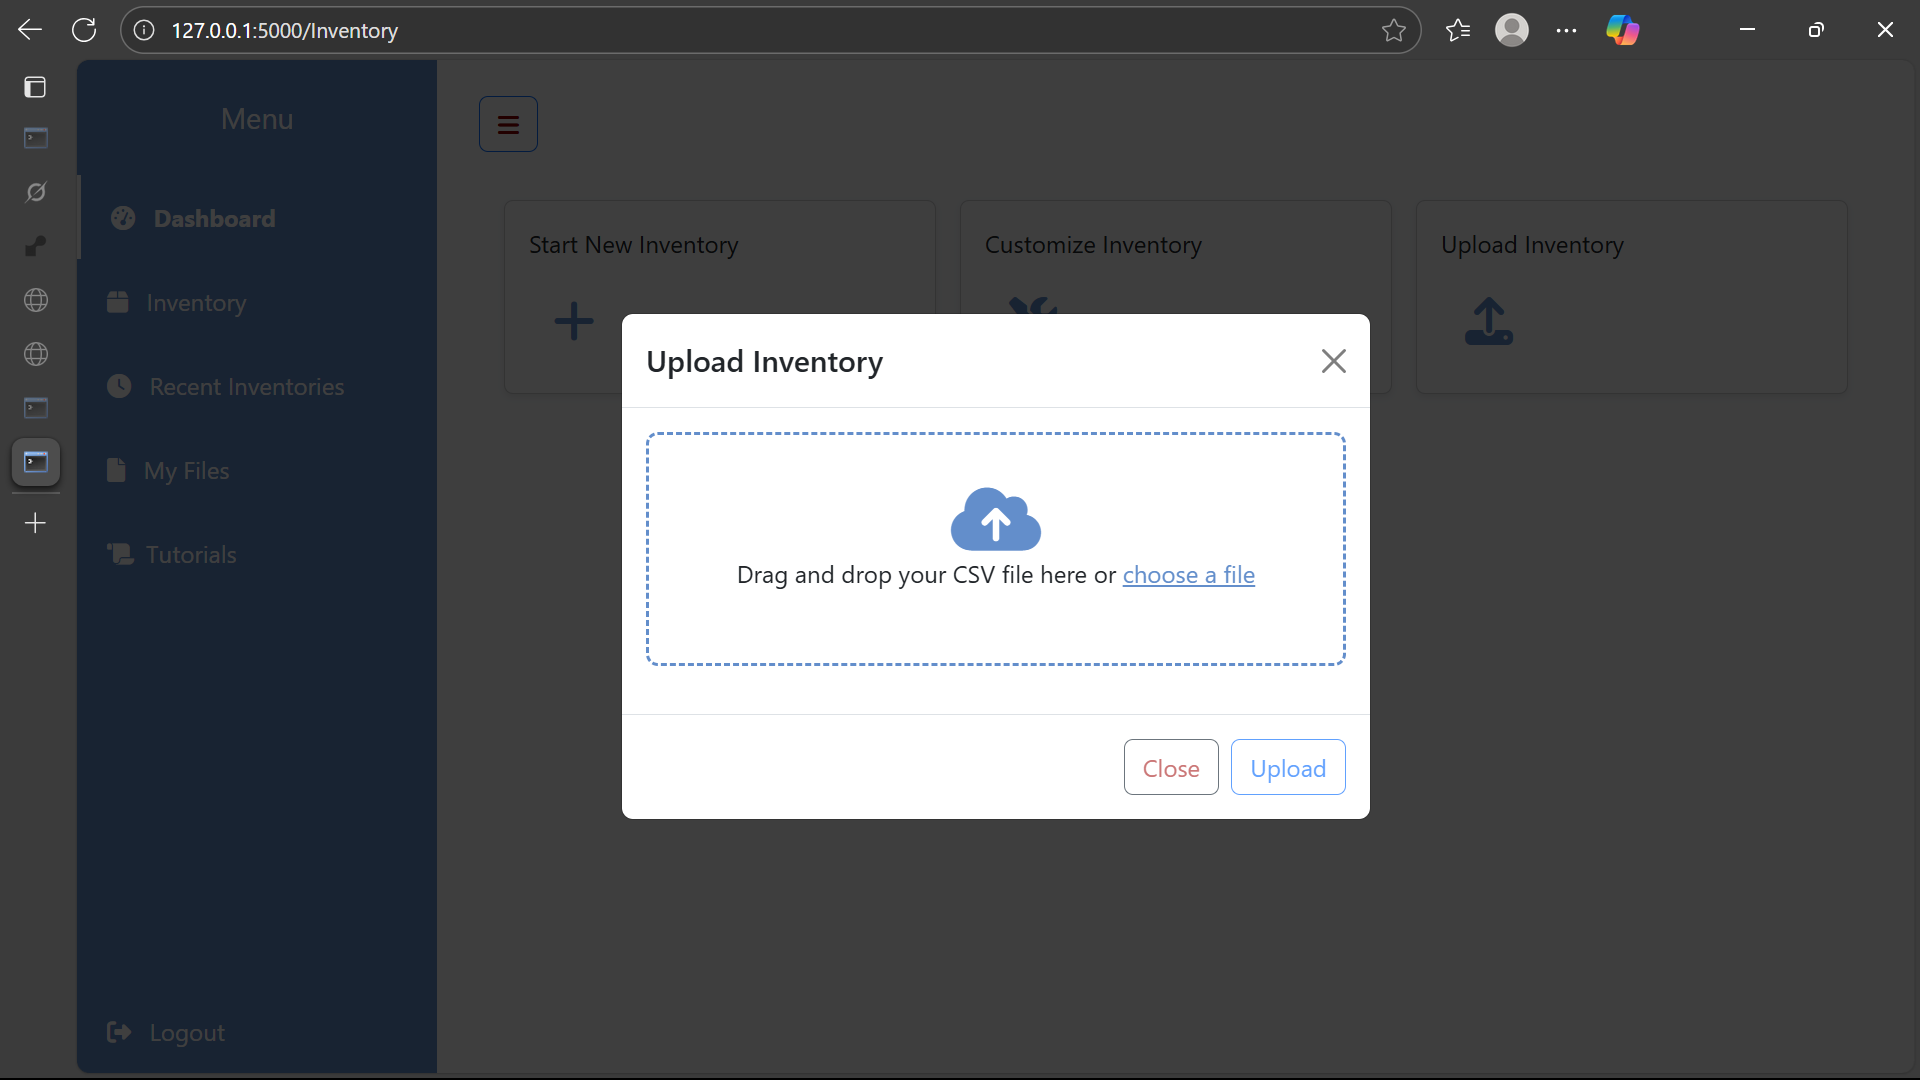 127.0.0.1:5000/Inventory
Menu
Dashboard
Inventory
Recent Inventories
My Files
Tutorials
Logout
Start New Inventory
Customize Inventory
Upload Inventory
Upload Inventory
Drag and drop your CSV file here or choose a file
Close
Upload